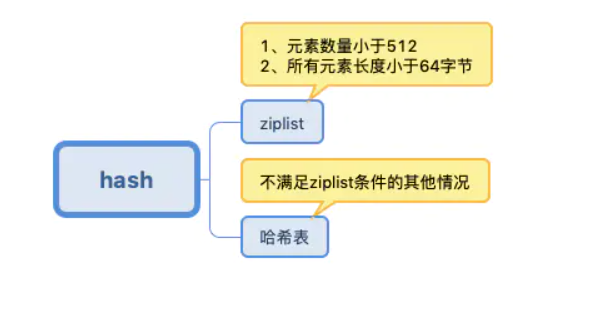 1、元素数量小于512
2、所有元素长度小于64字节
ziplist
hash
不满足ziplist条件的其他情况
哈希表